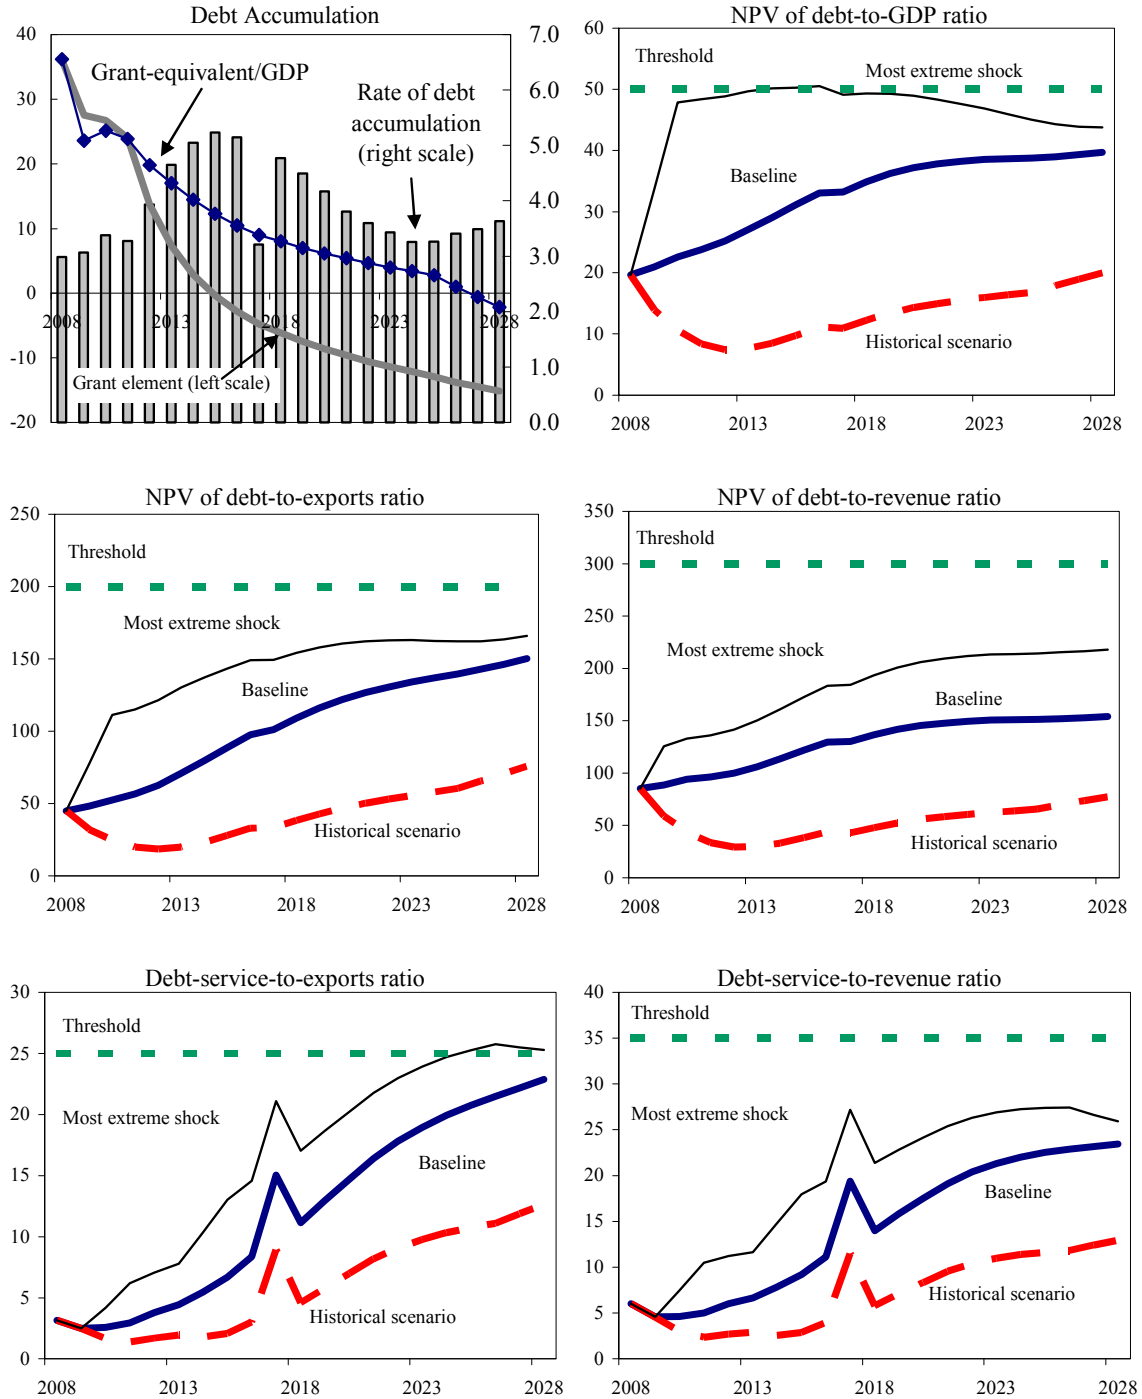 Debt Accumulation
40
30
20
10
0
-10
-20
7.0
6.0
5.0
4.0
3.0
2.0
1.0
0.0
2008
2013
2018
2023
2028
Grant-equivalent/GDP
Rate of debt
accumulation
(right scale)
Grant element (left scale)
NPV of debt-to-GDP ratio
60
50
40
30
20
10
0
Threshold
Most extreme shock
Baseline
Historical scenario
2008
2013
2018
2023
2028
NPV of debt-to-exports ratio
250
200
150
100
50
0
Threshold
Most extreme shock
Baseline
Historical scenario
2008
2013
2018
2023
2028
NPV of debt-to-revenue ratio
350
300
250
200
150
100
50
0
Threshold
Most extreme shock
Baseline
Historical scenario
2008
2013
2018
2023
2028
Debt-service-to-exports ratio
30
25
20
15
10
5
0
Threshold
Most extreme shock
Baseline
Historical scenario
2008
2013
2018
2023
2028
Debt-service-to-revenue ratio
40
35
30
25
20
15
10
5
0
Threshold
Most extreme shock
Baseline
Historical scenario
2008
2013
2018
2023
2028